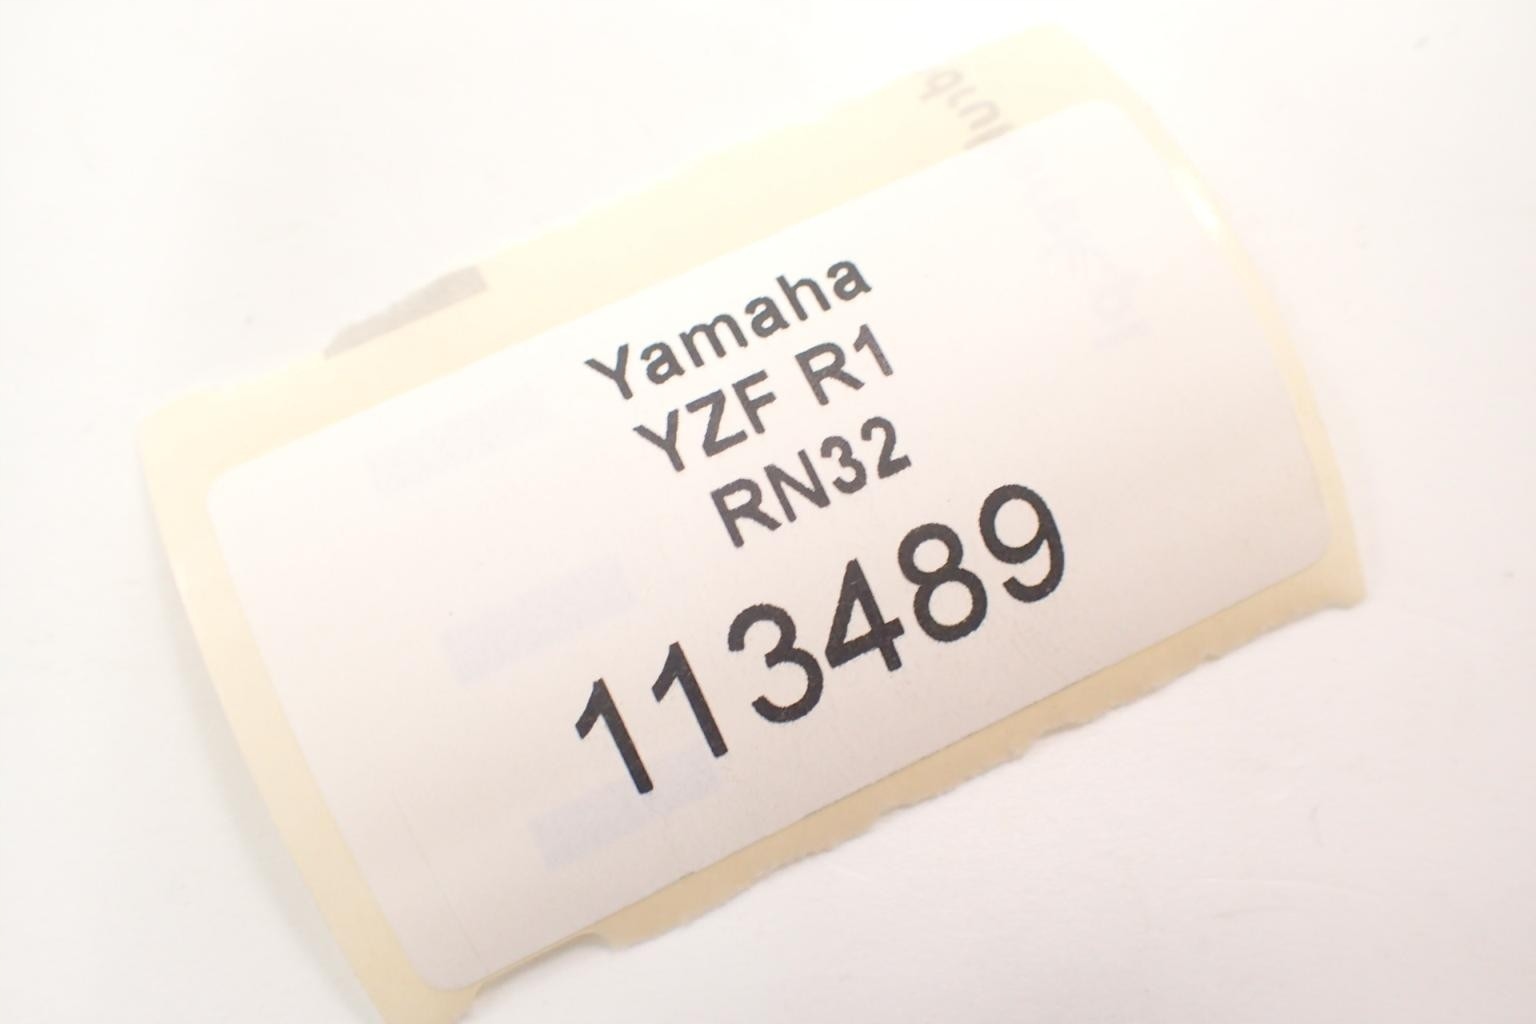 Yamaha
YZF R1
RN32
113489